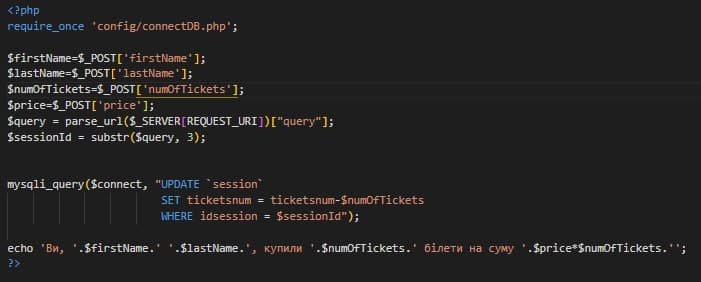 <?php
require_once 'config/connectDB.php';
$firstName=$_POST['firstName'];
$lastName=$_POST['lastName'];
$numOfTickets=$_POST['numOfTickets'];
$price=$_POST['price'];
$query = parse_url($_SERVER[REQUEST_URI])["query"];
$sessionId = substr($query, 3);
mysqli_query($connect, "UPDATE `session`
SET ticketsnum = ticketsnum-$numOfTickets
WHERE idsession = $sessionId");
echo 'Ви, '.$firstName.' '.$lastName.', купили '.$numOfTickets.' білети на суму '.$price*$numOfTickets.'';
?>